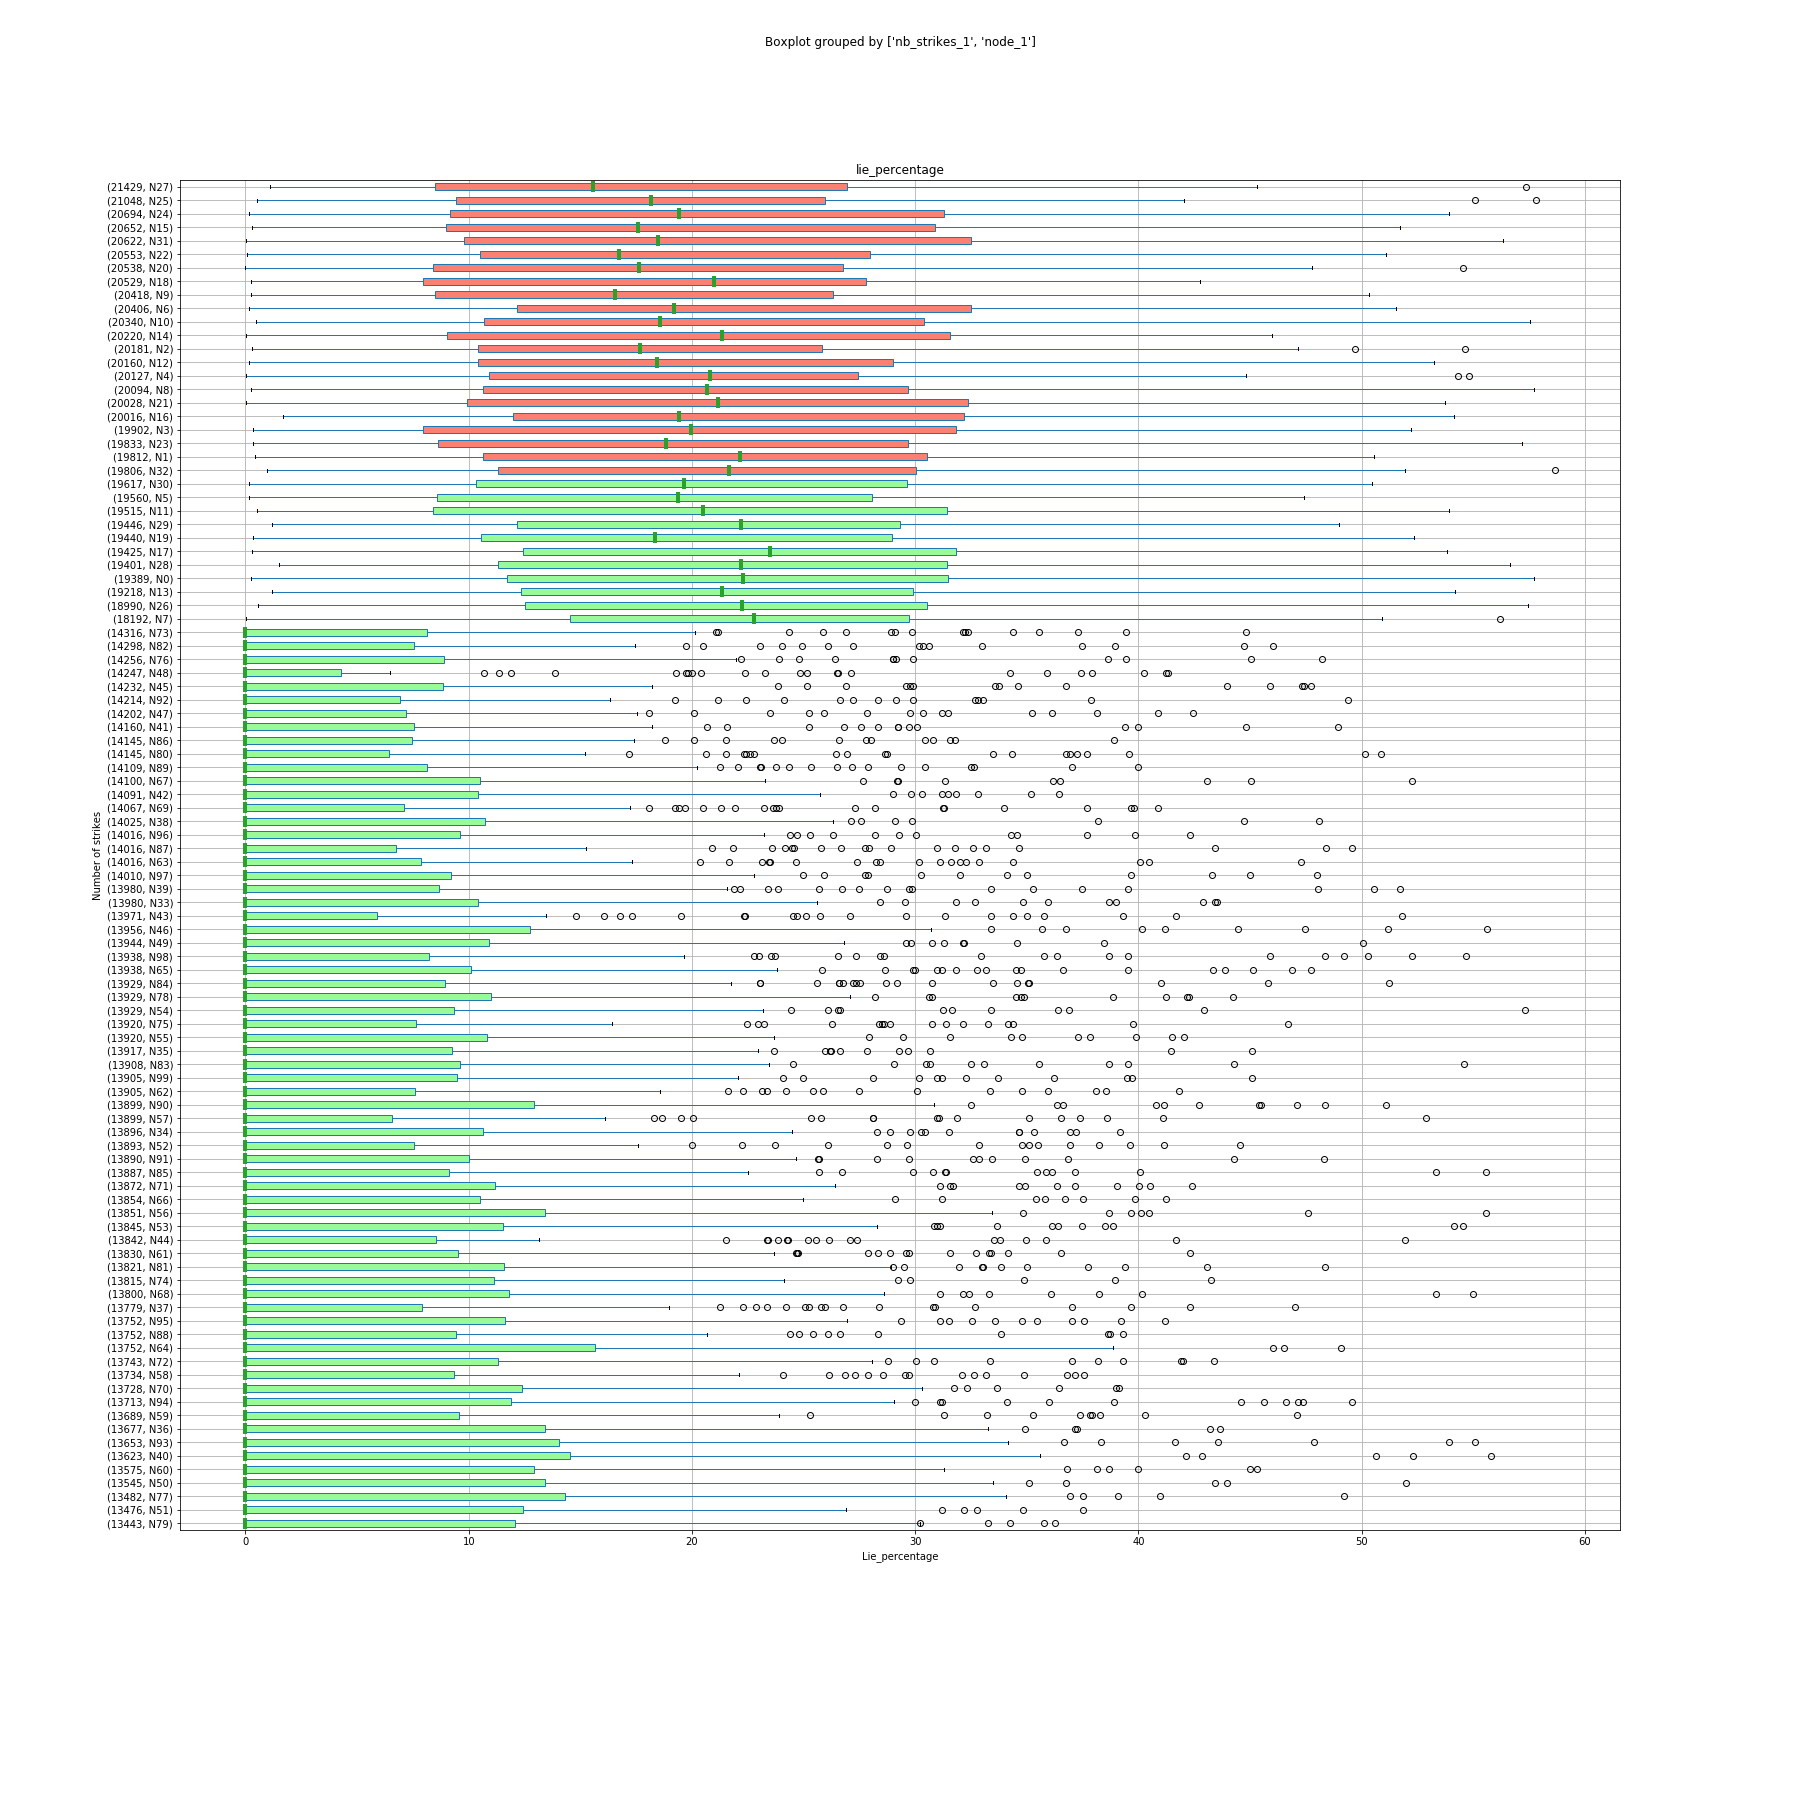 Boxplot grouped by ['nb_strikes_1', 'node_1']
lie_percentage
(21429, N27)
(21048, N25)
(20694, N24)
(20652, N15)
(20622, N31)
(20553, N22)
(20538, N20)
(20529, N18)
(20418, N9)
(20406, N6)
(20340, N10)
(20220, N14)
(20181, N2)
(20160, N12)
(20127, N4)
(20094, N8)
(20028, N21)
(20016, N16)
(19902, N3)
(19833, N23)
(19812, N1)
(19806, N32)
(19617, N30)
(19560, N5)
(19515, N11)
(19446, N29)
(19440, N19)
(19425, N17)
(19401, N28)
(19389, N0)
(19218, N13)
(18990, N26)
(18192, N7)
(14316, N73)
(14298, N82)
(14256, N76)
(14247, N48)
(14232, N45)
(14214, N92)
(14202, N47)
(14160, N41)
(14145, N86)
(14145, N80)
(14109, N89)
(14100, N67)
(14091, N42)
(14067, N69)
(14025, N38)
(14016, N96)
(14016, N87)
(14016, N63)
(14010, N97)
(13980, N39)
(13980, N33)
(13971, N43)
(13956, N46)
(13944, N49)
(13938, N98)
(13938, N65)
(13929, N84)
(13929, N78)
(13929, N54)
(13920, N75)
(13920, N55)
(13917, N35)
(13908, N83)
(13905, N99)
(13905, N62)
(13899, N90)
(13899, N57)
(13896, N34)
(13893, N52)
(13890, N91)
(13887, N85)
(13872, N71)
(13854, N66)
(13851, N56)
(13845, N53)
(13842, N44)
(13830, N61)
(13821, N81)
(13815, N74)
(13800, N68)
(13779, N37)
(13752, N95)
(13752, N88)
(13752, N64)
(13743, N72)
(13734, N58)
(13728, N70)
(13713, N94)
(13689, N59)
(13677, N36)
(13653, N93)
(13623, N40)
(13575, N60)
(13545, N50)
(13482, N77)
(13476, N51)
(13443, N79)
Number of strikes
0 10 20 30 40 50 60
Lie_percentage